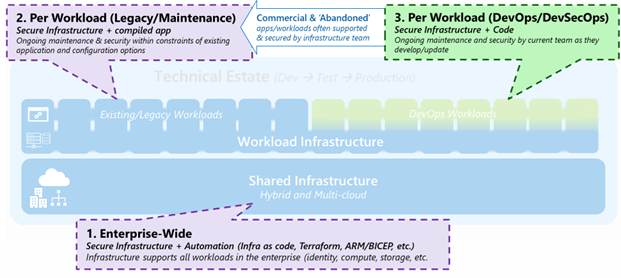 2. Per Workload (Legacy/Maintenance)
Secure Infrastructure + compiled app
Ongoing maintenance & security within constraints of existing
application and configuration options
Commercial & ‘Abandoned’
apps/workloads often supported
& secured by infrastructure team
3. Per Workload (DevOps/DevSecOps)
Secure Infrastructure + Code
Ongoing maintenance and security by current team as they
develop/update
Technical Estate (Dev → Test → Production)
Existing/Legacy Workloads
DevOps Workloads
Workload Infrastructure
Shared Infrastructure
Hybrid and Multi-cloud
1. Enterprise-Wide
Secure Infrastructure + Automation (Infra as code, Terraform, ARM/BICEP, etc.)
Infrastructure supports all workloads in the enterprise (identity, compute, storage, etc.